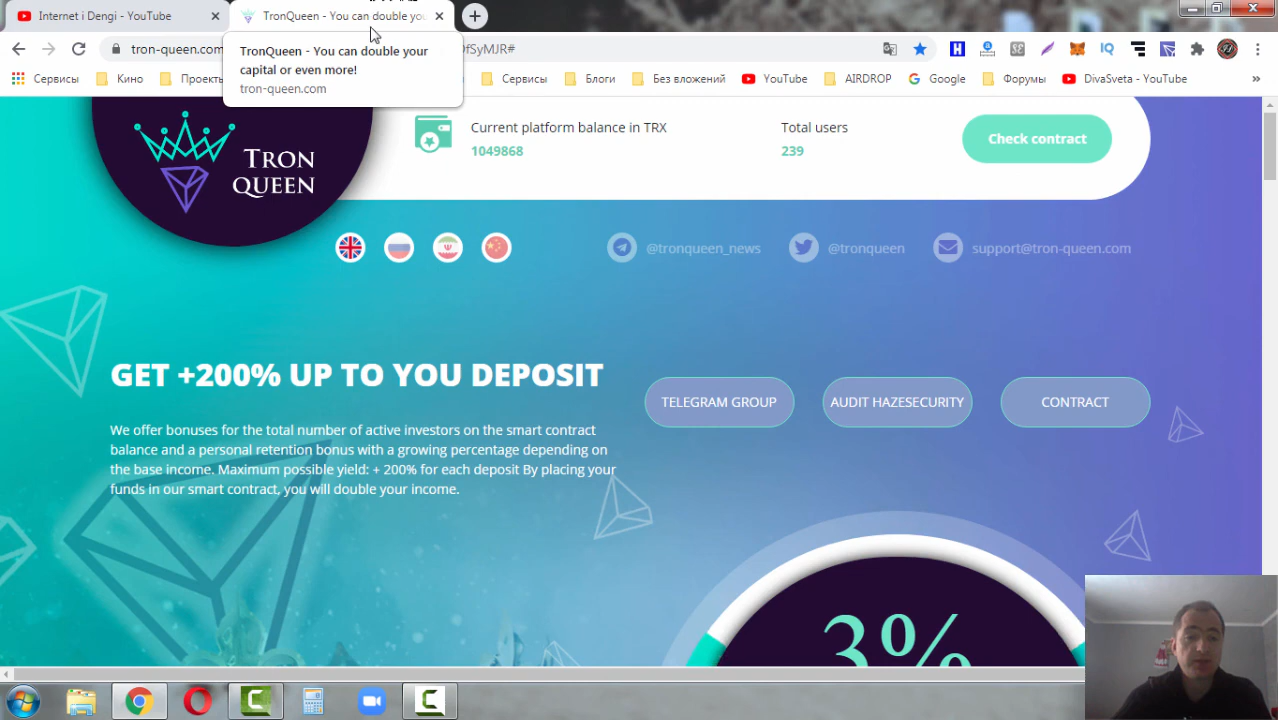 Internet i Dengi - YouTube
TronQueen - You can double you
tron-queen.com
DfSyMJR#
TronQueen - You can double your
capital or even more!
tron-queen.com
Сервисы
Кино
Проекты
Сервисы
Блоги
Без вложений
YouTube
AIRDROP
Google
Форумы
DivaSveta - YouTube
TRON
QUEEN
Current platform balance in TRX
1049868
Total users
239
Check contract
@tronqueen_news
@tronqueen
support@tron-queen.com
GET +200% UP TO YOU DEPOSIT
We offer bonuses for the total number of active investors on the smart contract
balance and a personal retention bonus with a growing percentage depending on
the base income. Maximum possible yield: + 200% for each deposit By placing your
funds in our smart contract, you will double your income.
TELEGRAM GROUP
AUDIT HAZESECURITY
CONTRACT
3%